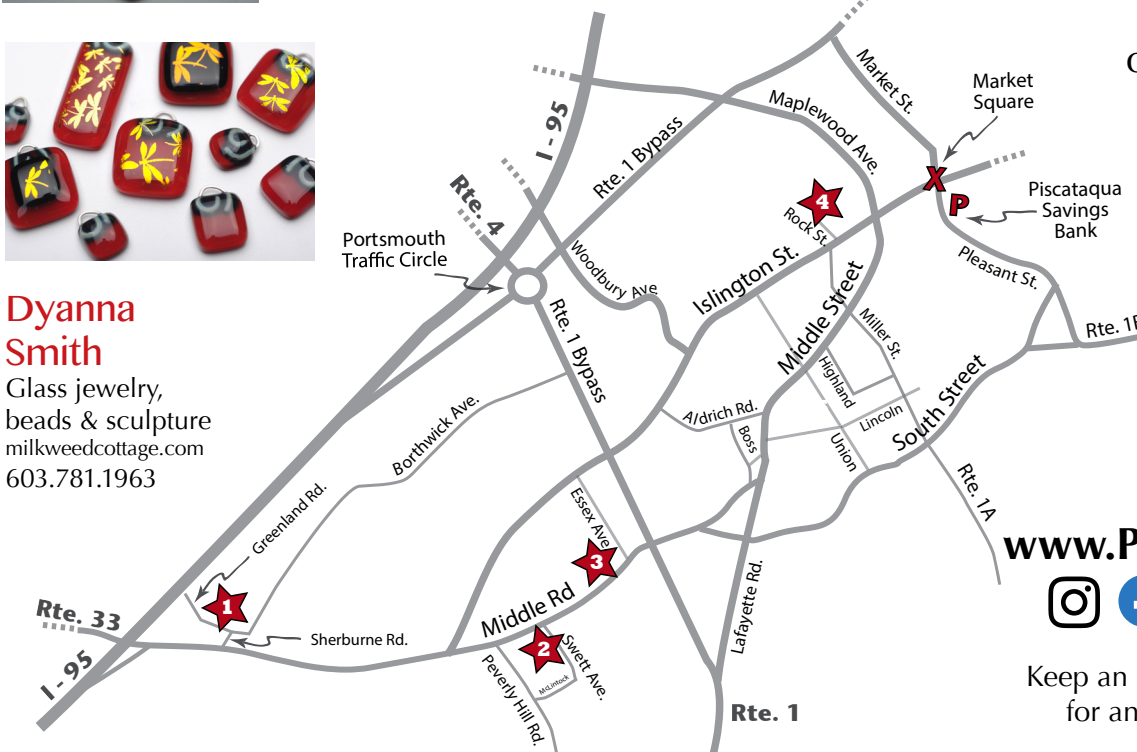 Dyanna
Smith
Glass jewelry,
beads & sculpture
milkweedcottage.com
603.781.1963
I - 95
Rte. 1 Bypass
Maplewood Ave.
Market St.
Market
Square
X
P
Piscataqua
Savings
Bank
Rte. 4
Portsmouth
Traffic Circle
Woodbury Ave
4
Rock St.
Islington St.
Middle Street
Pleasant St.
Rte. 1B
Miller St.
Highland
Lincoln
Union
South Street
Rte. 1A
Rte. 1 Bypass
Aldrich Rd.
Boss
Borthwick Ave.
Greenland Rd.
Essex Ave
3
1
Rte. 33
Sherburne Rd.
I - 95
Middle Rd
2
Swett Ave.
McLintock
Peverly Hill Rd.
Lafayette Rd.
Rte. 1
www.P
Keep an
for an